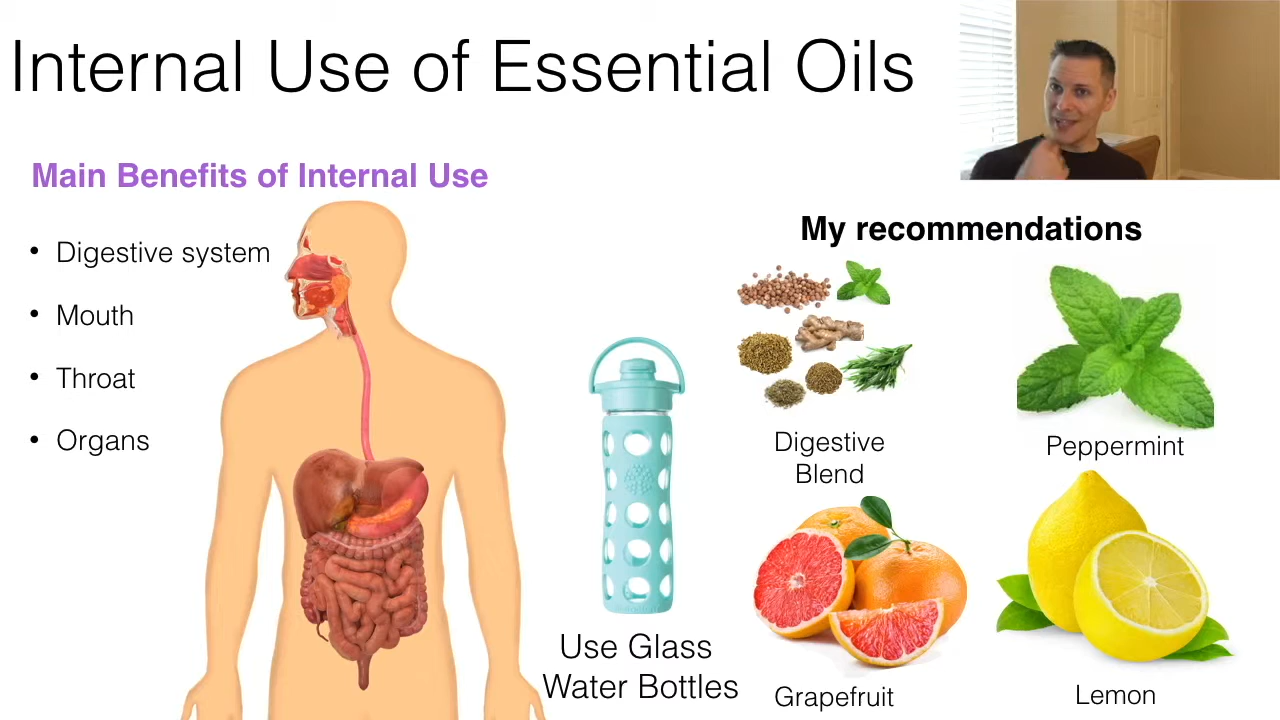 Internal Use of Essential Oils
Main Benefits of Internal Use
• Digestive system
• Mouth
• Throat
• Organs
Use Glass
Water Bottles
My recommendations
Digestive
Blend
Peppermint
Grapefruit
Lemon